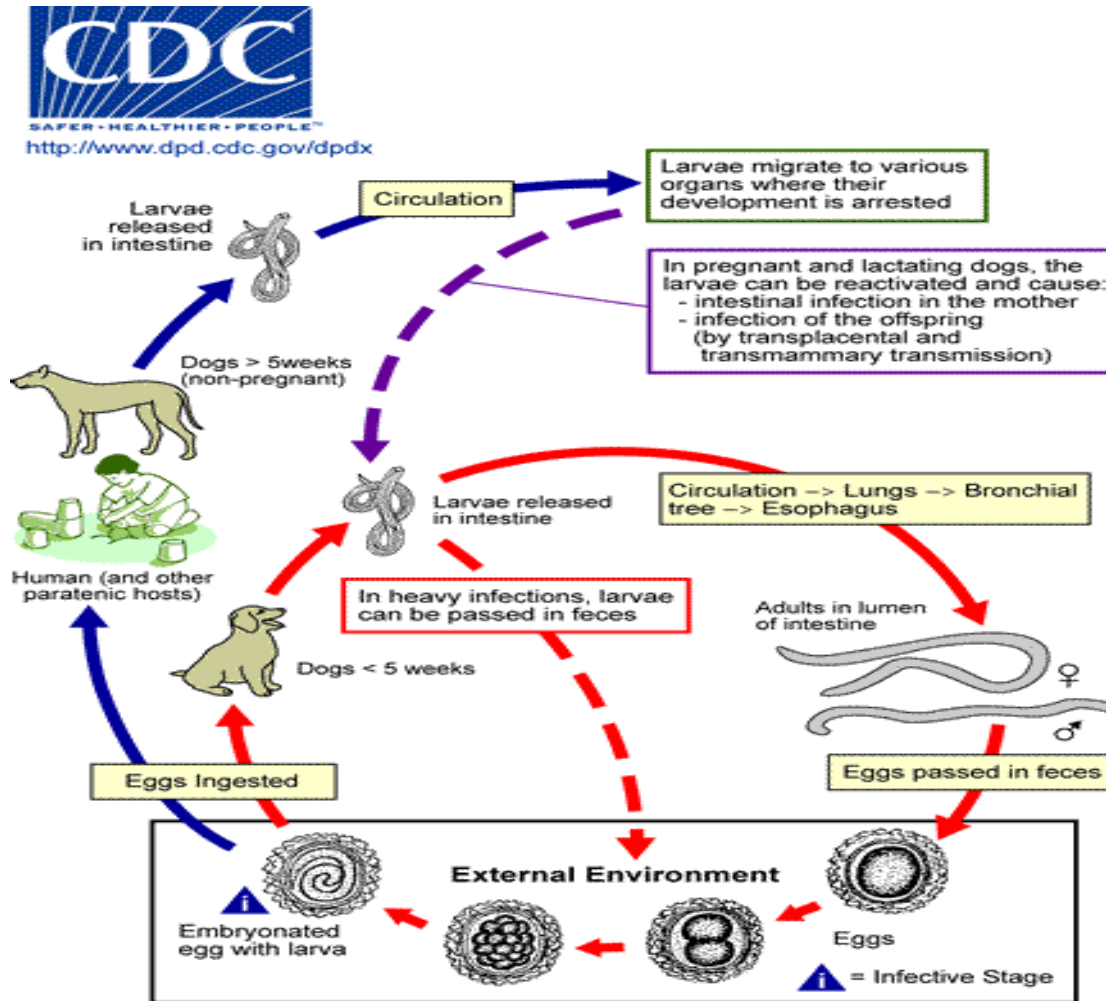 CDC
SAFER • HEALTHIER • PEOPLE™
http://www.dpd.cdc.gov/dpdx
Larvae
released
in intestine
Circulation
Larvae migrate to various
organs where their
development is arrested
In pregnant and lactating dogs, the
larvae can be reactivated and cause:
- intestinal infection in the mother
- infection of the offspring
(by transplacental and
transmammary transmission)
Dogs > 5weeks
(non-pregnant)
Human (and other
paratenic hosts)
Larvae released
in intestine
Circulation –> Lungs –> Bronchial
tree –> Esophagus
In heavy infections, larvae
can be passed in feces
Dogs < 5 weeks
Adults in lumen
of intestine
♀
♂
Eggs Ingested
Eggs passed in feces
External Environment
i
Embryonated
egg with larva
Eggs
i = Infective Stage